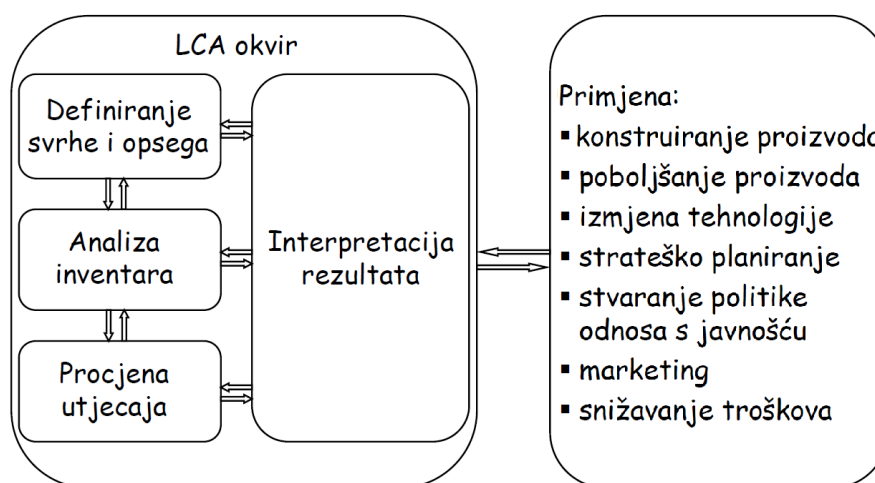 LCA okvir
Definiranje
svrhe i opsega
Analiza
inventara
Procjena
utjecaja
Interpretacija
rezultata
Primjena:
▪ konstruiranje proizvoda
▪ poboljšanje proizvoda
▪ izmjena tehnologije
▪ strateško planiranje
▪ stvaranje politike
odnosa s javnošću
▪ marketing
▪ snižavanje troškova